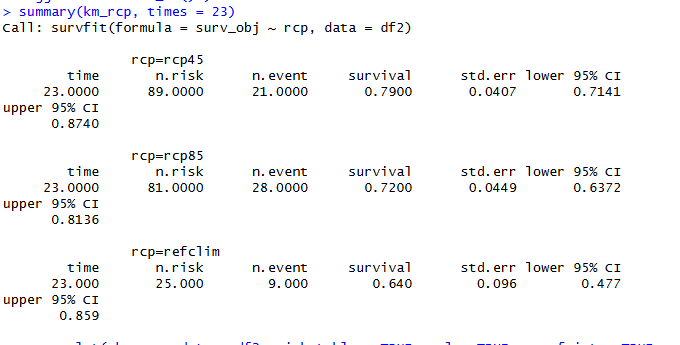 > summary(km_rcp, times = 23)
Call: survfit(formula = surv_obj ~ rcp, data = df2)
rcp=rcp45
time n.risk n.event survival std.err lower 95% CI
23.0000 89.0000 21.0000 0.7900 0.0407 0.7141
upper 95% CI
0.8740
rcp=rcp85
time n.risk n.event survival std.err lower 95% CI
23.0000 81.0000 28.0000 0.7200 0.0449 0.6372
upper 95% CI
0.8136
rcp=refclim
time n.risk n.event survival std.err lower 95% CI
23.000 25.000 9.000 0.640 0.096 0.477
upper 95% CI
0.859